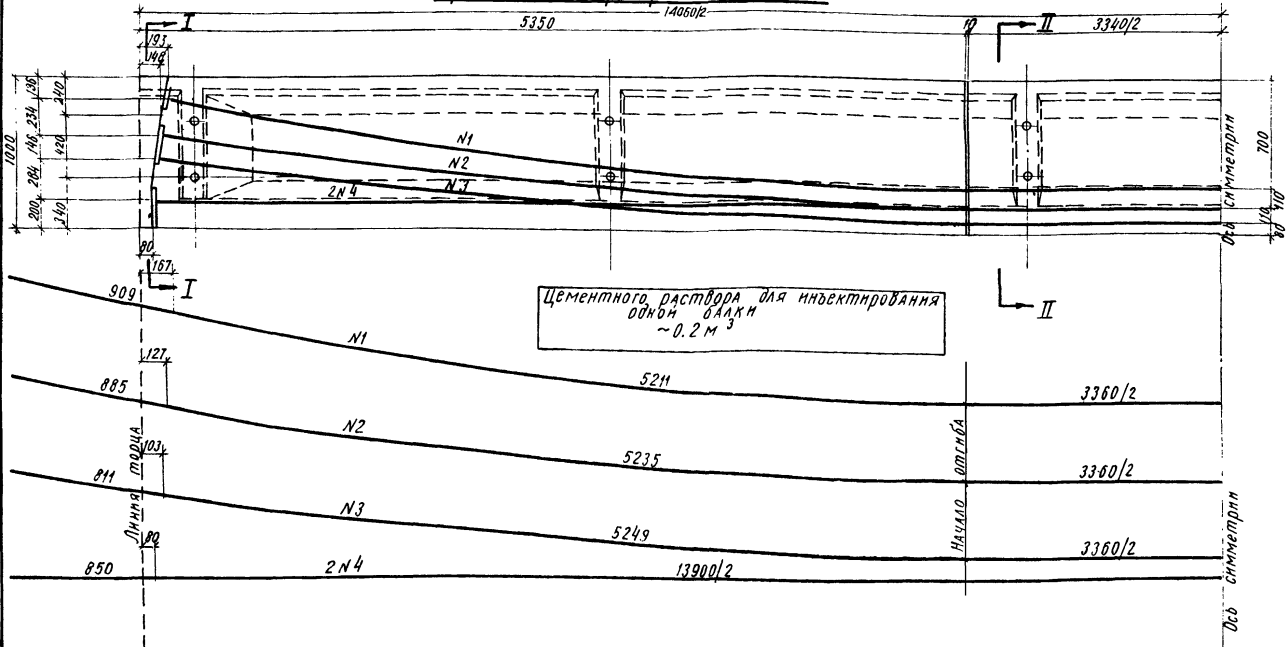 14060/2
5350
10
3340/2
I
II
193
148
136
234
146
284
200
1000
240
420
340
N1
N2
N3
2N4
700
110
110
80
Ось симметрии
80
167
I
II
Цементного раствора для инъектирования
одной балки
~0.2 м³
909
N1
5211
3360/2
127
885
N2
5235
3360/2
103
811
N3
5249
3360/2
80
850
2N4
13900/2
Линия торца
Начало отгиба
Ось симметрии